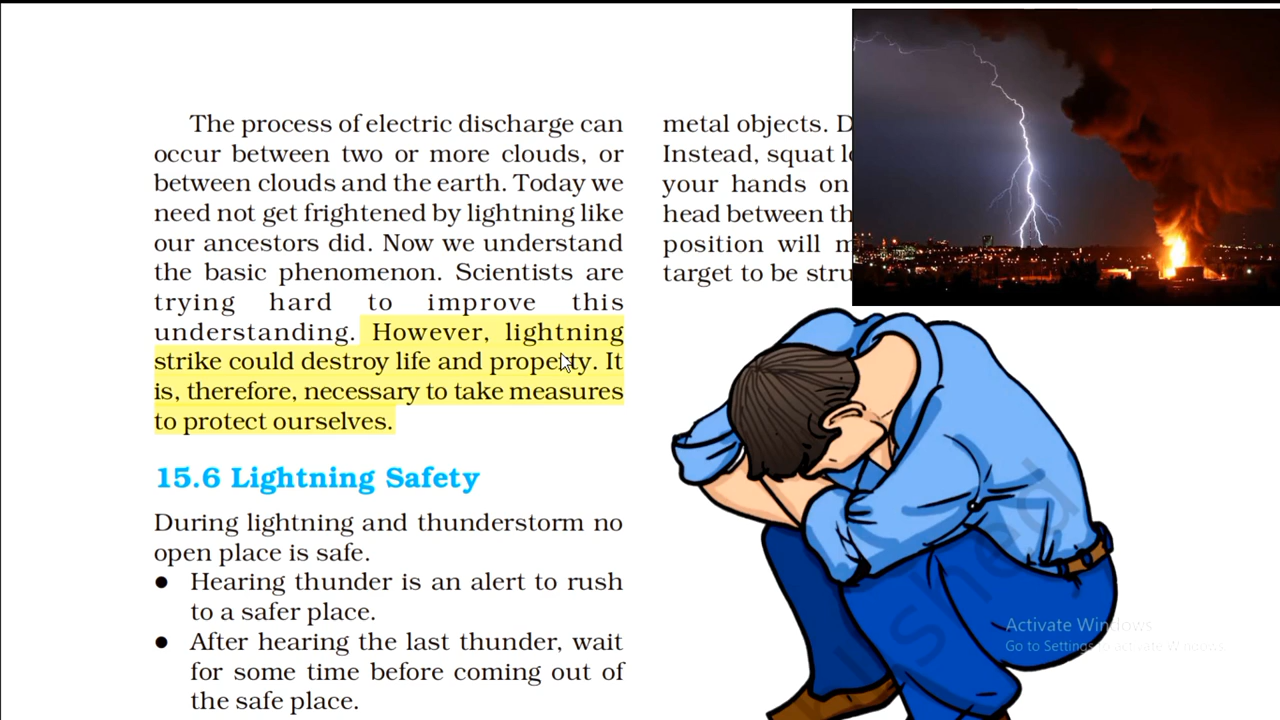 The process of electric discharge can
occur between two or more clouds, or
between clouds and the earth. Today we
need not get frightened by lightning like
our ancestors did. Now we understand
the basic phenomenon. Scientists are
trying hard to improve this
understanding. However, lightning
strike could destroy life and property. It
is, therefore, necessary to take measures
to protect ourselves.
15.6 Lightning Safety
During lightning and thunderstorm no
open place is safe.
● Hearing thunder is an alert to rush
to a safer place.
● After hearing the last thunder, wait
for some time before coming out of
the safe place.
metal objects.
Instead, squat
your hands on
head between
position will
target to be
Activate Windows
Go to Settings to activate Windows.